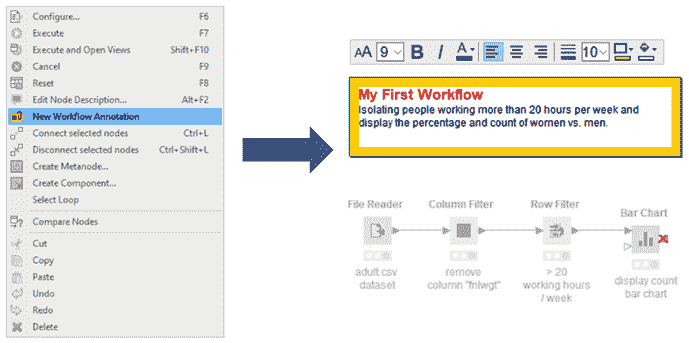 Configure... F6
Execute F7
Execute and Open Views Shift+F10
Cancel F9
Reset F8
Edit Node Description... Alt+F2
New Workflow Annotation
Connect selected nodes Ctrl+L
Disconnect selected nodes Ctrl+Shift+L
Create Metanode...
Create Component...
Select Loop
Compare Nodes
Cut
Copy
Paste
Undo
Redo
Delete
AA 9 B I A 10
My First Workflow
Isolating people working more than 20 hours per week and
display the percentage and count of women vs. men.
File Reader
adult.csv
dataset
Column Filter
remove
column "fnlwgt"
Row Filter
> 20
working hours
/ week
Bar Chart
display count
bar chart